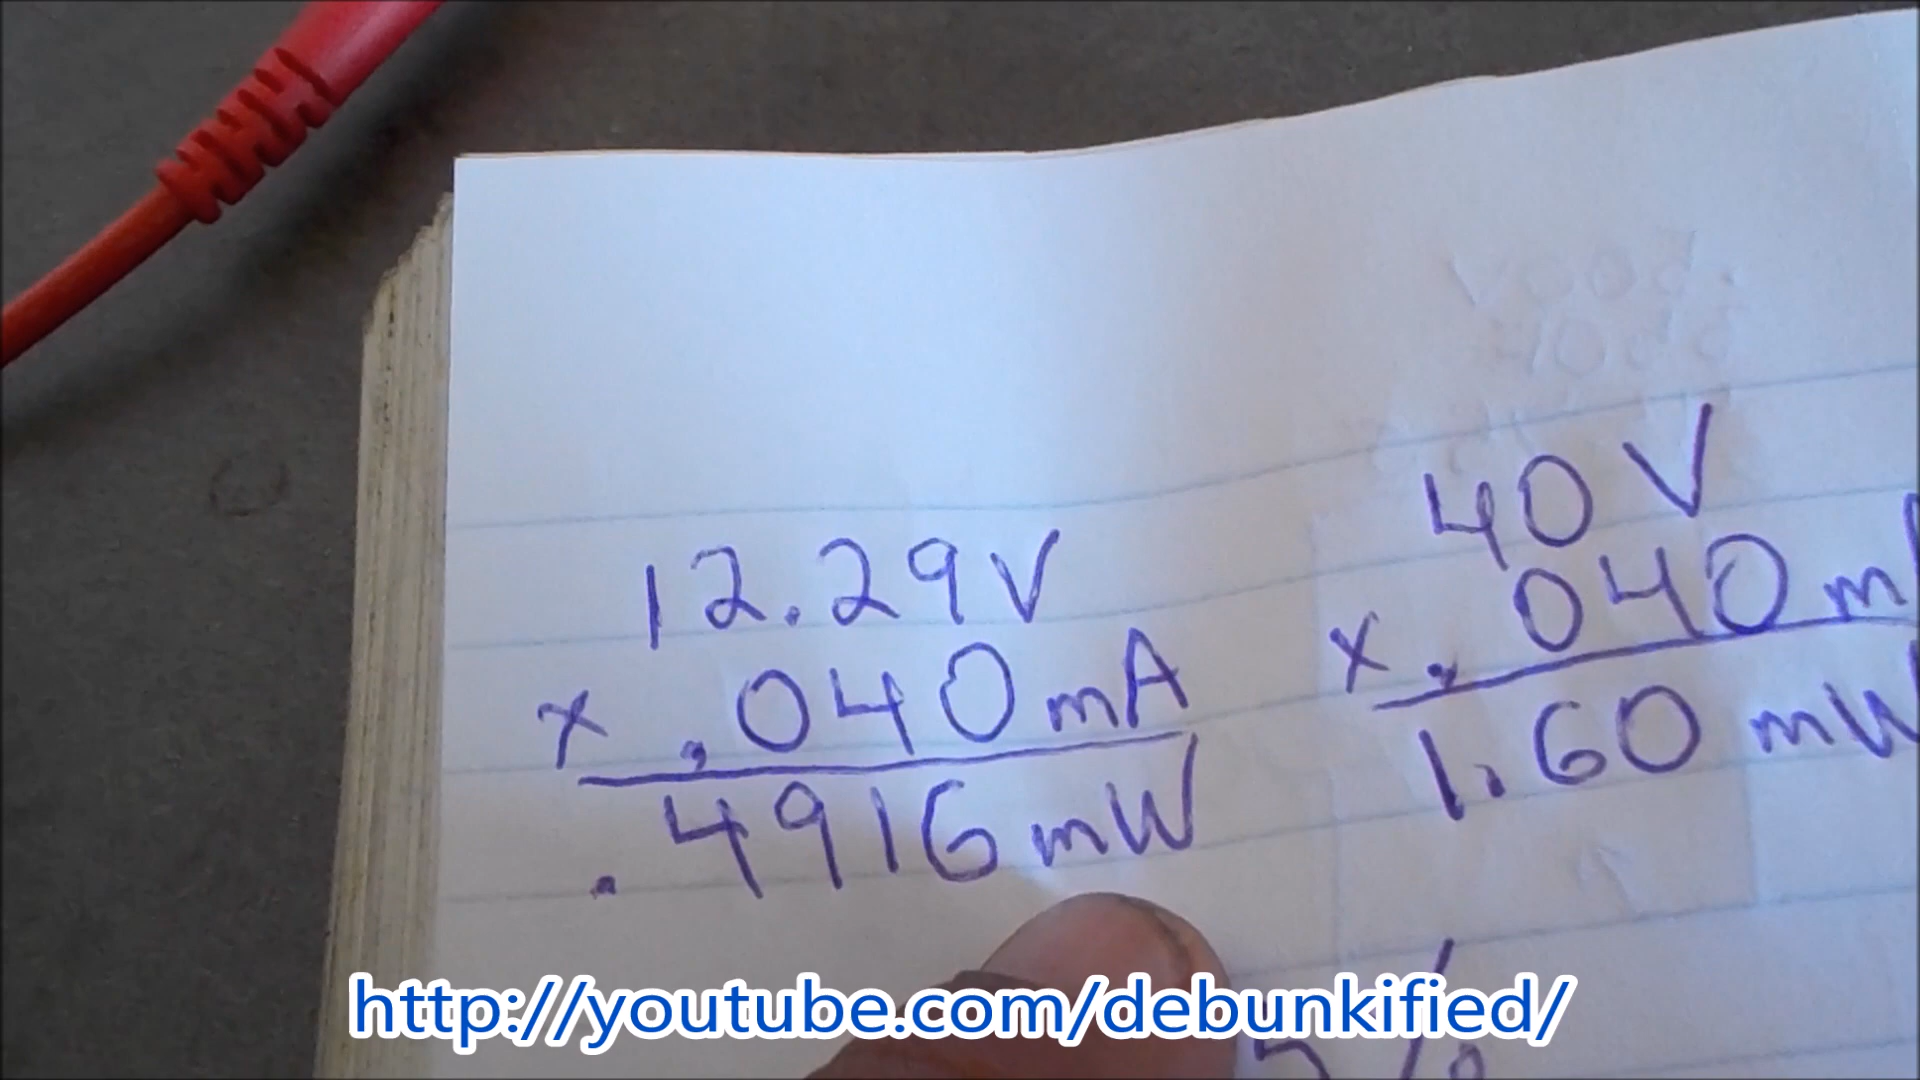 12.29V
x .040mA
.4916mW
40V
x .040m
1.60 mW
%
http://youtube.com/debunkified/